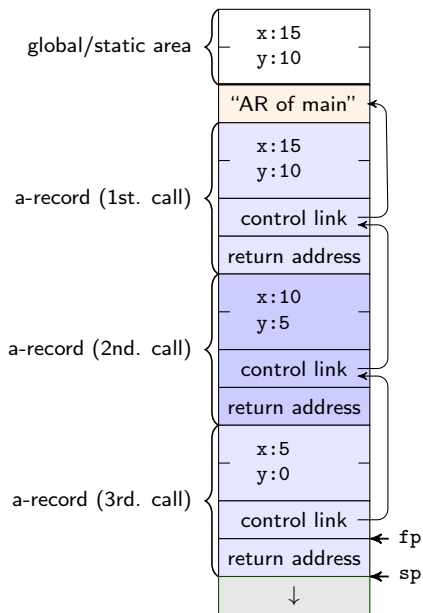 global/static area
x:15
y:10
“AR of main”
x:15
y:10
a-record (1st. call)
control link
return address
x:10
y:5
a-record (2nd. call)
control link
return address
x:5
y:0
a-record (3rd. call)
control link
fp
return address
sp
↓